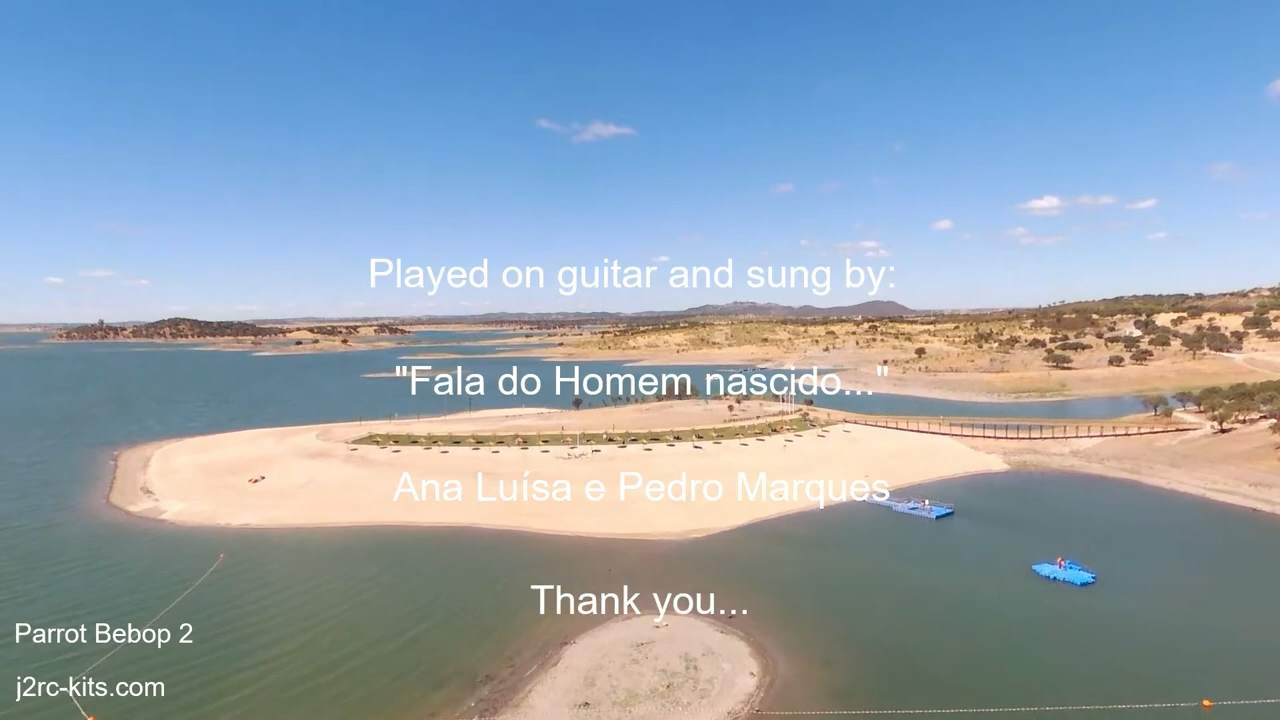 Played on guitar and sung by:
"Fala do Homem nascido..."
Ana Luísa e Pedro Marques
Thank you...
Parrot Bebop 2
j2rc-kits.com